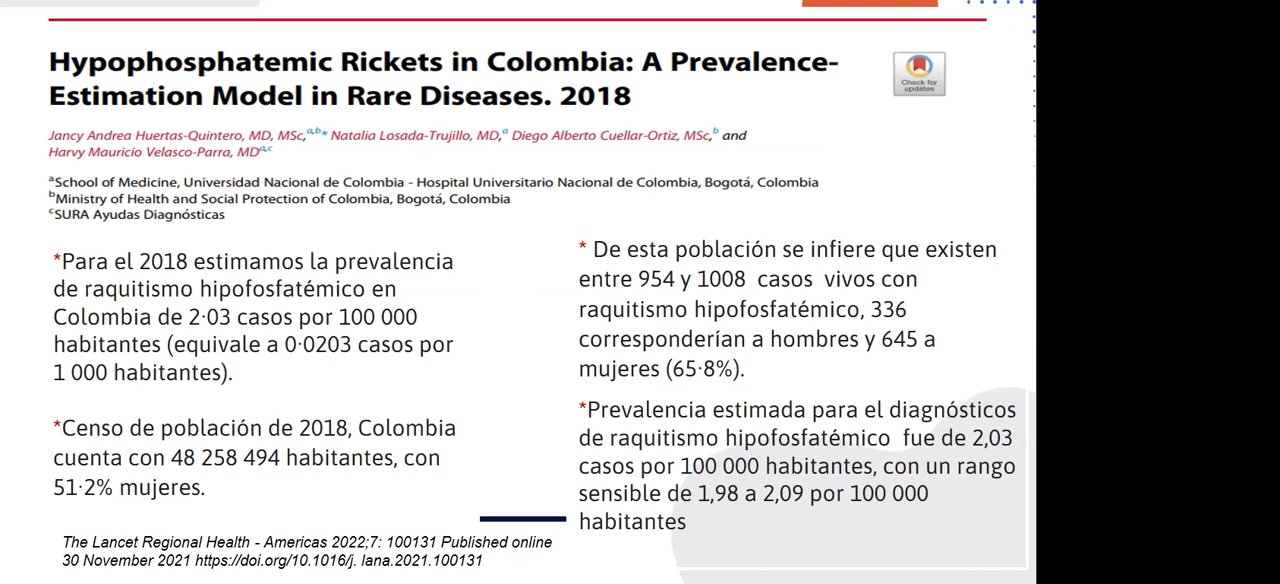 Hypophosphatemic Rickets in Colombia: A Prevalence-
Estimation Model in Rare Diseases. 2018
Check for
updates
Jancy Andrea Huertas-Quintero, MD, MSc,a,b* Natalia Losada-Trujillo, MD,a Diego Alberto Cuellar-Ortiz, MSc,b and
Harvy Mauricio Velasco-Parra, MDa,c
aSchool of Medicine, Universidad Nacional de Colombia - Hospital Universitario Nacional de Colombia, Bogotá, Colombia
bMinistry of Health and Social Protection of Colombia, Bogotá, Colombia
cSURA Ayudas Diagnósticas
*Para el 2018 estimamos la prevalencia
de raquitismo hipofosfatémico en
Colombia de 2·03 casos por 100 000
habitantes (equivale a 0·0203 casos por
1 000 habitantes).
*Censo de población de 2018, Colombia
cuenta con 48 258 494 habitantes, con
51·2% mujeres.
* De esta población se infiere que existen
entre 954 y 1008 casos vivos con
raquitismo hipofosfatémico, 336
corresponderían a hombres y 645 a
mujeres (65·8%).
*Prevalencia estimada para el diagnósticos
de raquitismo hipofosfatémico fue de 2,03
casos por 100 000 habitantes, con un rango
sensible de 1,98 a 2,09 por 100 000
habitantes
The Lancet Regional Health - Americas 2022;7: 100131 Published online
30 November 2021 https://doi.org/10.1016/j. lana.2021.100131